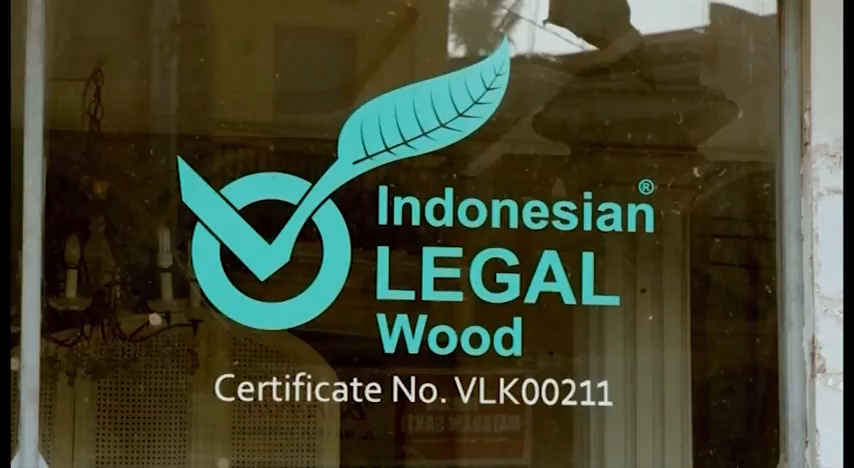 Indonesian®
LEGAL
Wood
Certificate No. VLK00211